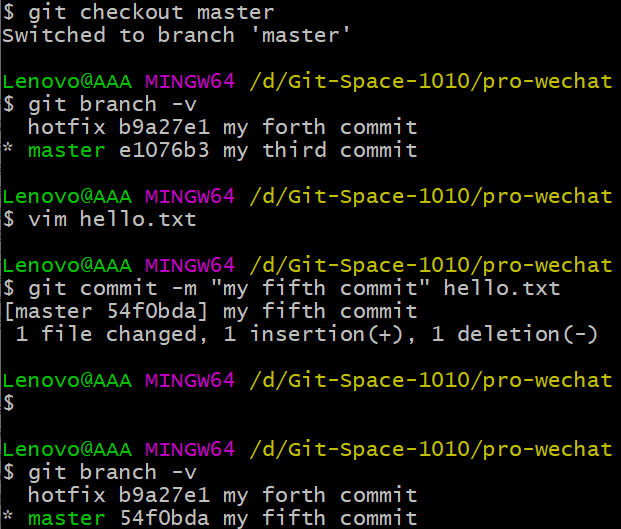 $ git checkout master
Switched to branch 'master'
Lenovo@AAA MINGW64 /d/Git-Space-1010/pro-wechat
$ git branch -v
  hotfix b9a27e1 my forth commit
* master e1076b3 my third commit
Lenovo@AAA MINGW64 /d/Git-Space-1010/pro-wechat
$ vim hello.txt
Lenovo@AAA MINGW64 /d/Git-Space-1010/pro-wechat
$ git commit -m "my fifth commit" hello.txt
[master 54f0bda] my fifth commit
 1 file changed, 1 insertion(+), 1 deletion(-)
Lenovo@AAA MINGW64 /d/Git-Space-1010/pro-wechat
$
Lenovo@AAA MINGW64 /d/Git-Space-1010/pro-wechat
$ git branch -v
  hotfix b9a27e1 my forth commit
* master 54f0bda my fifth commit